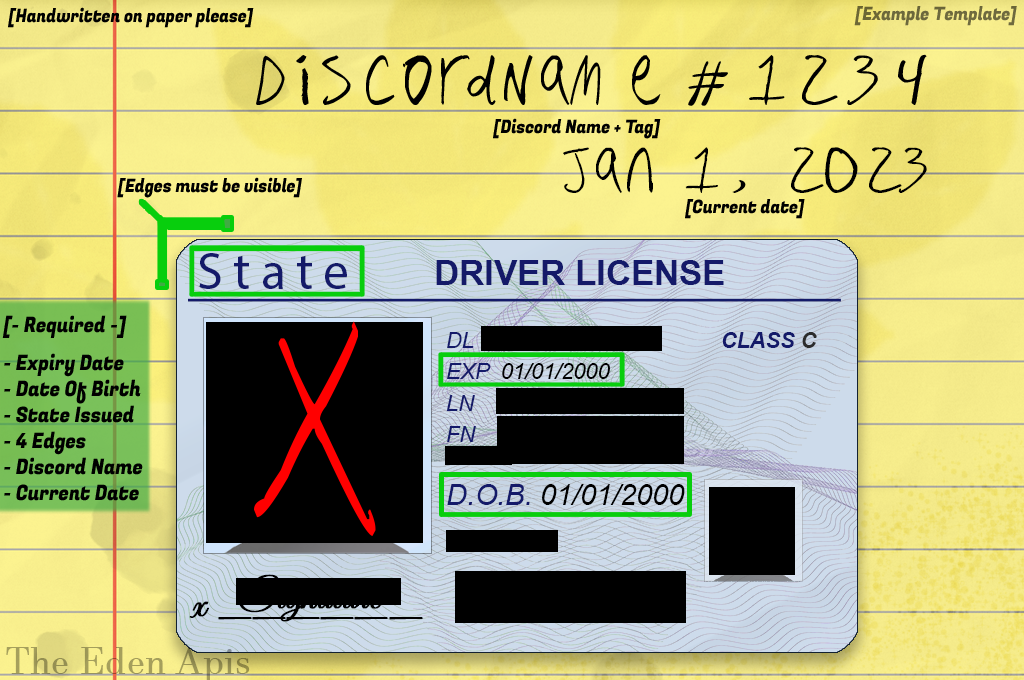 [Handwritten on paper please]
[Example Template]
DiscordName #1234
[Discord Name + Tag]
Jan 1, 2023
[Current date]
[Edges must be visible]
State
DRIVER LICENSE
DL
CLASS C
EXP 01/01/2000
LN
FN
D.O.B. 01/01/2000
x
[- Required -]
- Expiry Date
- Date Of Birth
- State Issued
- 4 Edges
- Discord Name
- Current Date
The Eden Apis